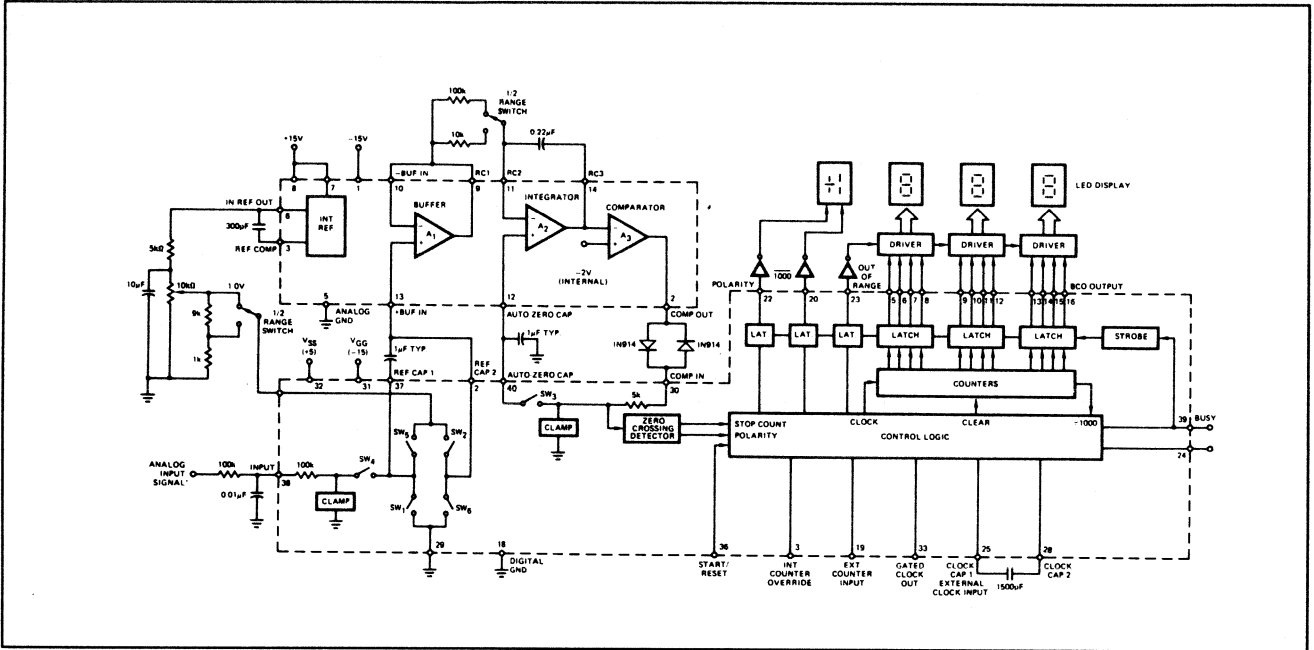 100k
1/2
RANGE
SWITCH
+15V
-15V
10k
0.22µF
-BUF IN
RC1
RC2
RC3
8
7
1
10
9
11
14
IN REF OUT
6
INT
REF
BUFFER
INTEGRATOR
COMPARATOR
A1
A2
A3
300pF
REF COMP
3
5kΩ
-2V
(INTERNAL)
10µF
10kΩ
1.0V
9k
1k
1/2
RANGE
SWITCH
5
ANALOG
GND
13
+BUF IN
12
AUTO ZERO CAP
2
COMP OUT
VSS
(+5)
VGG
(-15)
1µF TYP
1µF TYP.
IN914
IN914
32
31
REF CAP 1
37
REF
CAP 2
2
AUTO-ZERO CAP
40
COMP IN
30
SW3
5k
CLAMP
ZERO
CROSSING
DETECTOR
SW5
SW2
SW4
SW1
SW6
ANALOG
INPUT
SIGNAL
100k
INPUT
38
100k
0.01µF
CLAMP
29
18
DIGITAL
GND
±1
8
8
8
LED DISPLAY
DRIVER
DRIVER
DRIVER
1000
OUT
OF
RANGE
POLARITY
22
20
23
5
6
7
8
9
10
11
12
13
14
15
16
BCO OUTPUT
LAT
LAT
LAT
LATCH
LATCH
LATCH
STROBE
COUNTERS
STOP COUNT
POLARITY
CLOCK
CLEAR
÷1000
CONTROL LOGIC
39
BUSY
24
36
START/
RESET
3
INT
COUNTER
OVERRIDE
19
EXT
COUNTER
INPUT
33
GATED
CLOCK
OUT
25
CLOCK
CAP 1
EXTERNAL
CLOCK INPUT
28
CLOCK
CAP 2
1500pF